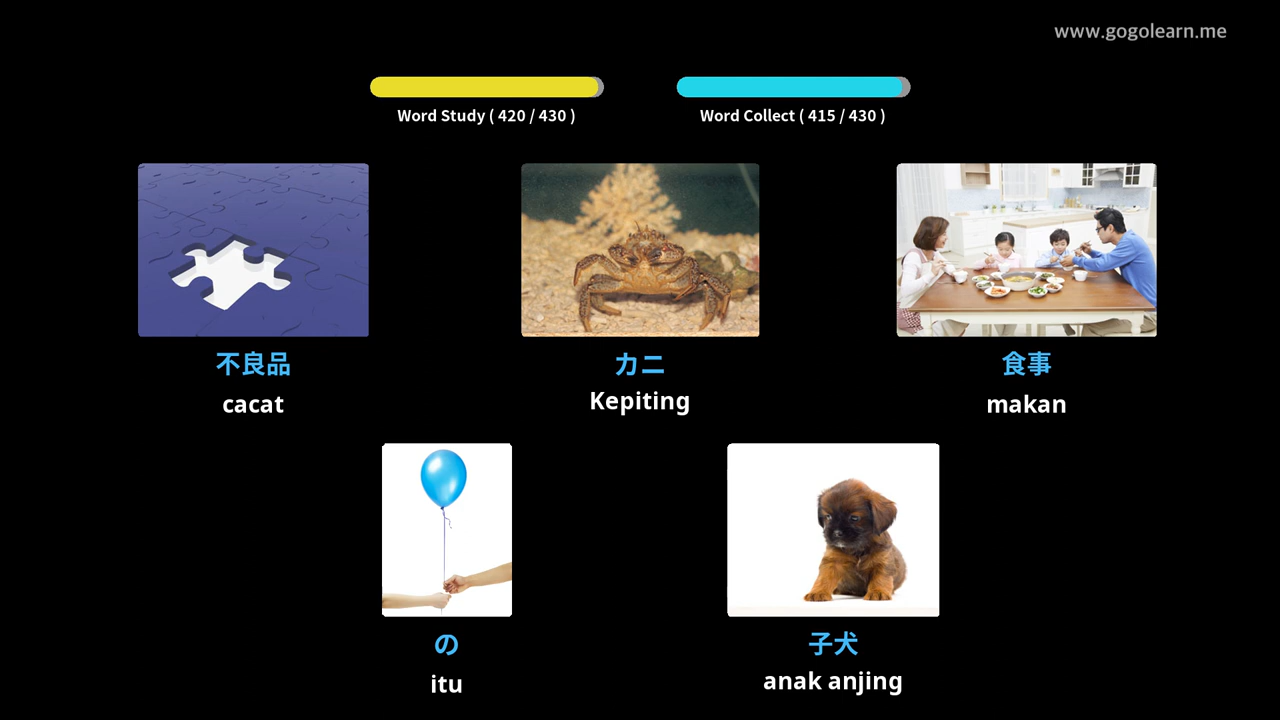 www.gogolearn.me
Word Study ( 420 / 430 )
Word Collect ( 415 / 430 )
不良品
cacat
カニ
Kepiting
食事
makan
の
itu
子犬
anak anjing